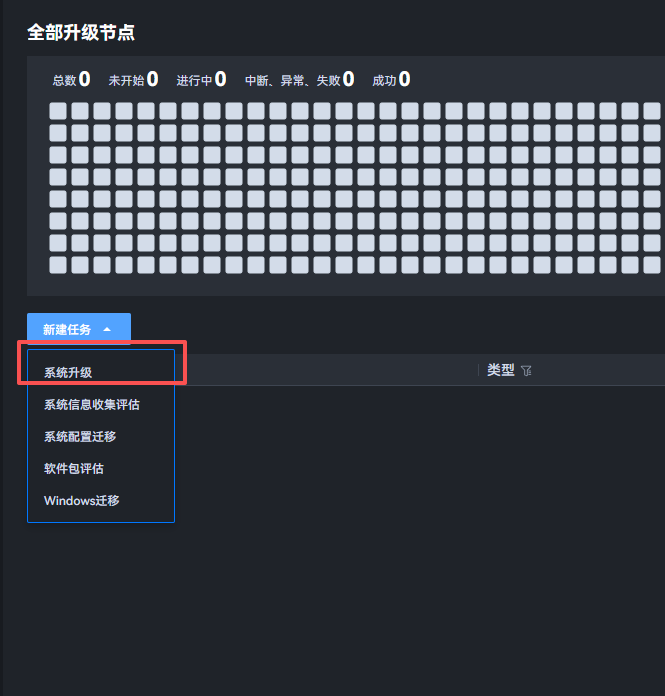 全部升级节点
总数0 未开始0 进行中0 中断、异常、失败0 成功0
新建任务
类型
系统升级
系统信息收集评估
系统配置迁移
软件包评估
Windows迁移